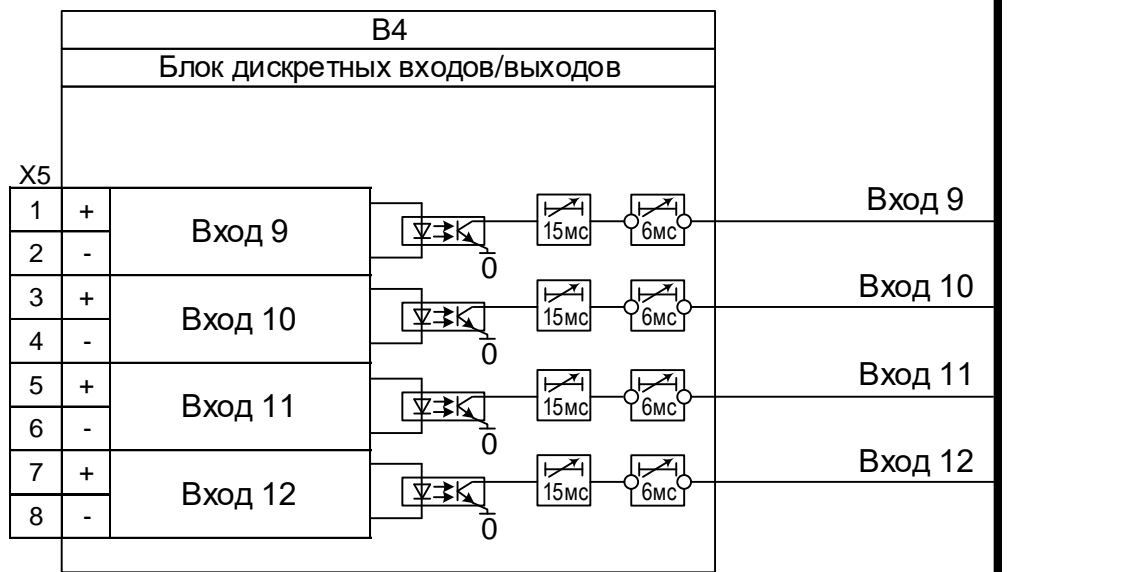 В4
Блок дискретных входов/выходов
X5
1 +
Вход 9
2 -
15мс 6мс
0
Вход 9
3 +
Вход 10
4 -
15мс 6мс
0
Вход 10
5 +
Вход 11
6 -
15мс 6мс
0
Вход 11
7 +
Вход 12
8 -
15мс 6мс
0
Вход 12